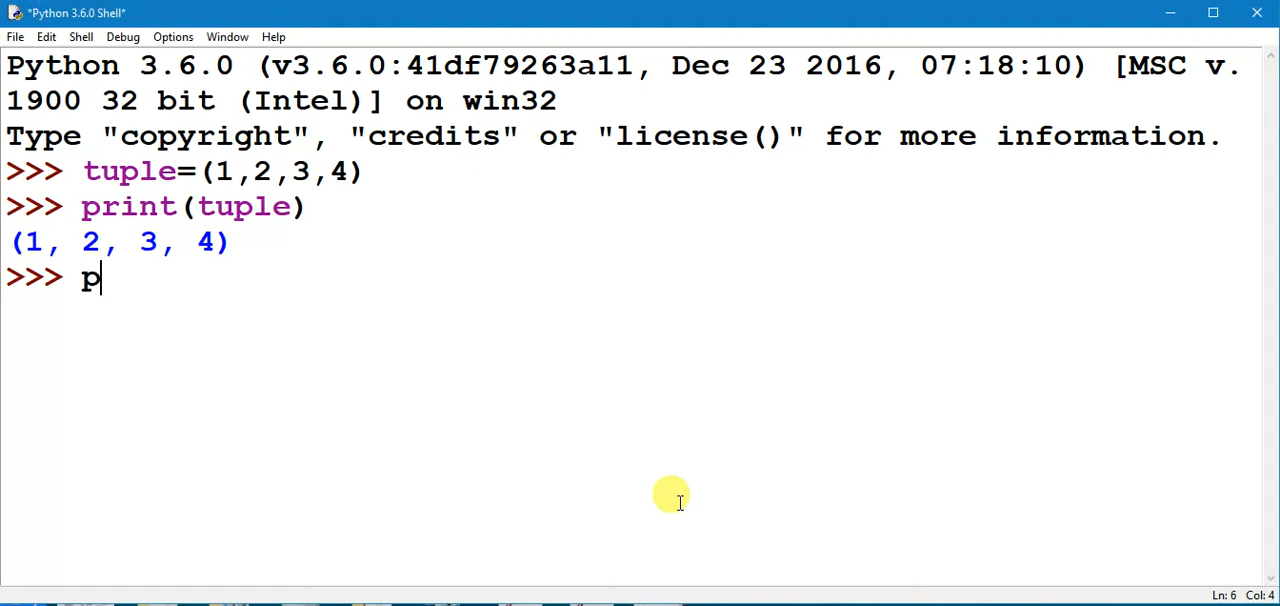 *Python 3.6.0 Shell*
File Edit Shell Debug Options Window Help
Python 3.6.0 (v3.6.0:41df79263a11, Dec 23 2016, 07:18:10) [MSC v.
1900 32 bit (Intel)] on win32
Type "copyright", "credits" or "license()" for more information.
>>> tuple=(1,2,3,4)
>>> print(tuple)
(1, 2, 3, 4)
>>> p
Ln: 6 Col: 4